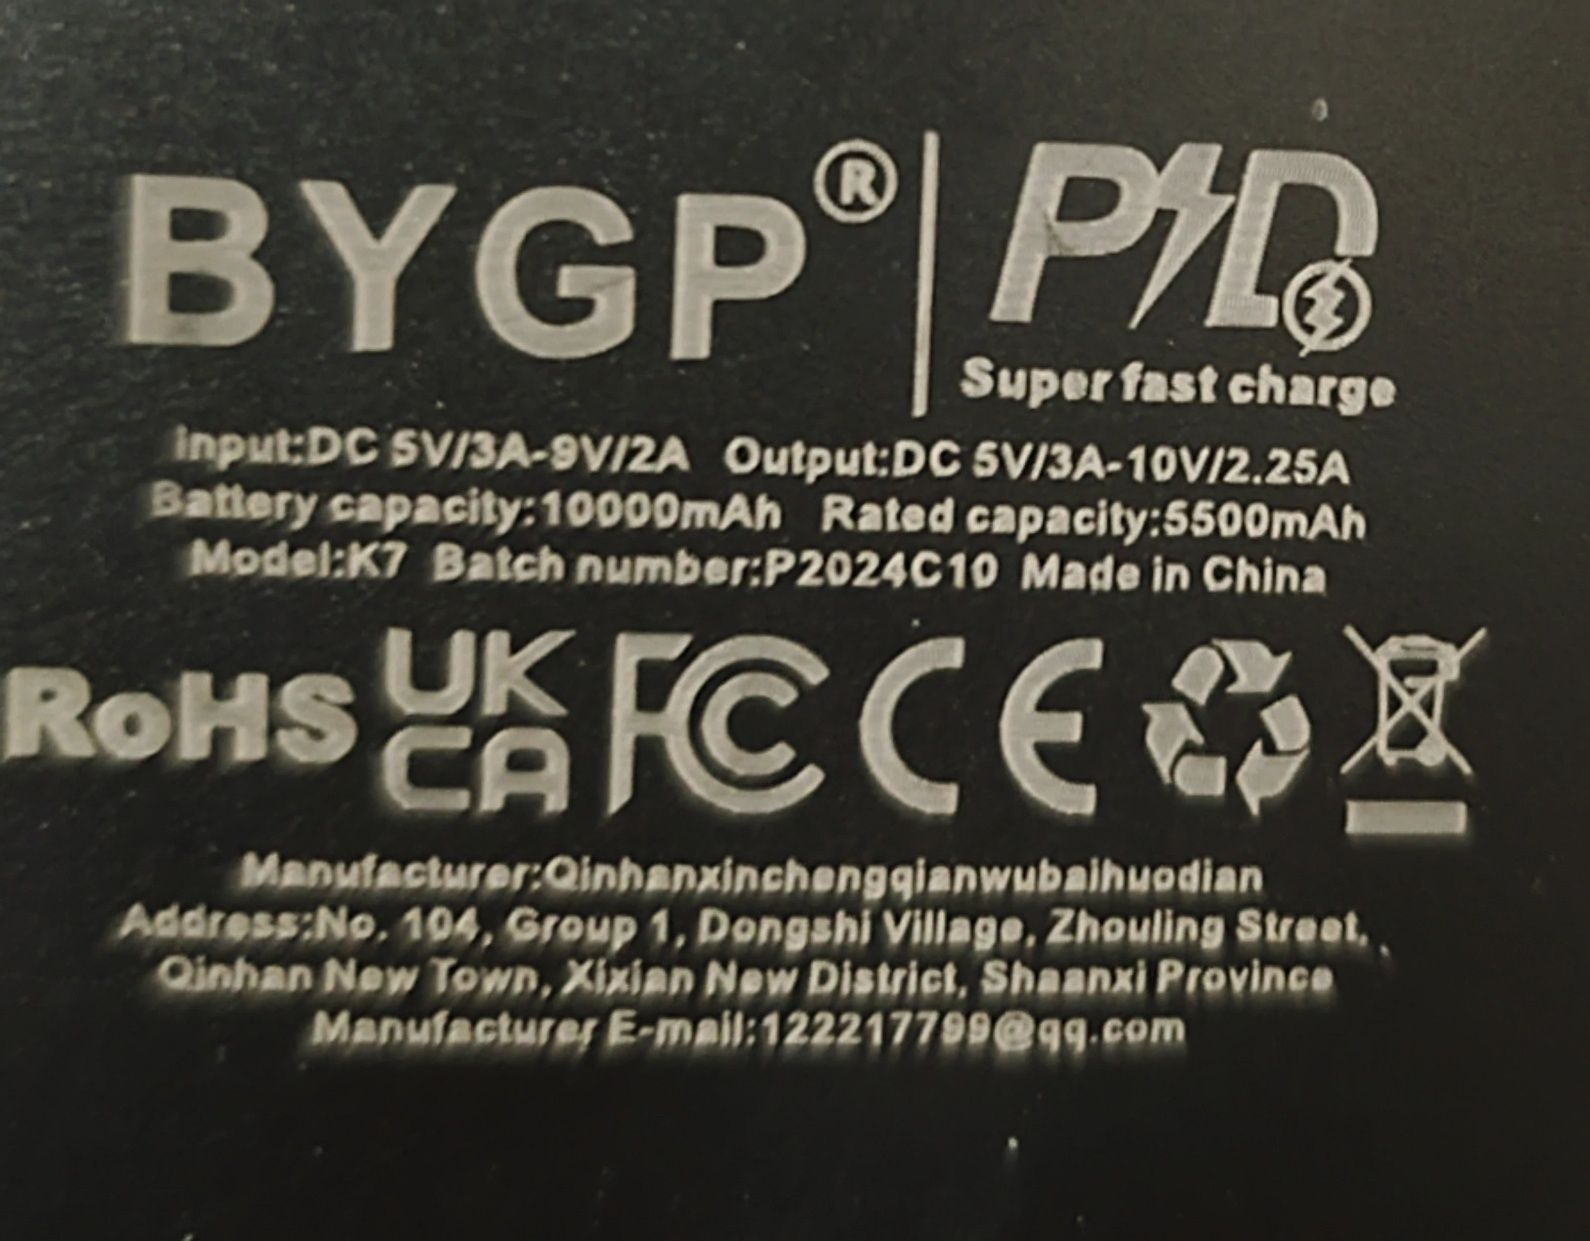 BYGP® PD
Super fast charge
Input:DC 5V/3A-9V/2A Output:DC 5V/3A-10V/2.25A
Battery capacity:10000mAh Rated capacity:5500mAh
Model:K7 Batch number:P2024C10 Made in China
RoHS UK CA FC CE
Manufacturer:Qinhanxinchengqianwubaihuodian
Address:No. 104, Group 1, Dongshi Village, Zhouling Street,
Qinhan New Town, Xixian New District, Shaanxi Province
Manufacturer E-mail:122217799@qq.com